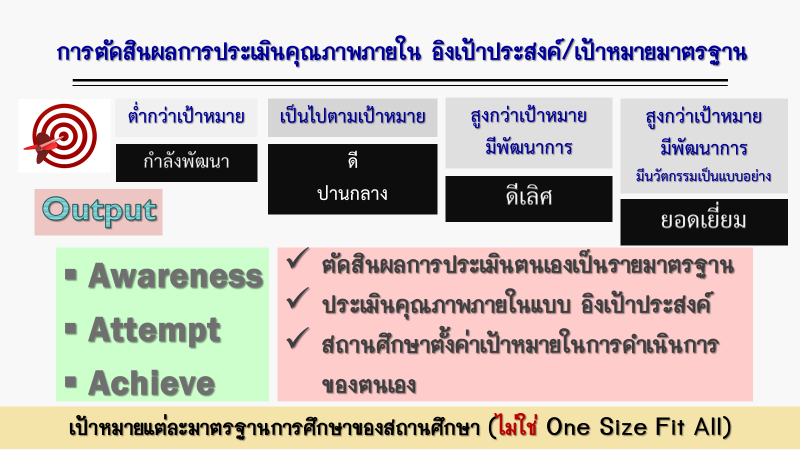 การตัดสินผลการประเมินคุณภาพภายใน อิงเป้าประสงค์/เป้าหมายมาตรฐาน
ต่ำกว่าเป้าหมาย
กำลังพัฒนา
เป็นไปตามเป้าหมาย
ดี
ปานกลาง
สูงกว่าเป้าหมาย
มีพัฒนาการ
ดีเลิศ
สูงกว่าเป้าหมาย
มีพัฒนาการ
มีนวัตกรรมเป็นแบบอย่าง
ยอดเยี่ยม
Output
▪ Awareness
▪ Attempt
▪ Achieve
✓ ตัดสินผลการประเมินตนเองเป็นรายมาตรฐาน
✓ ประเมินคุณภาพภายในแบบ อิงเป้าประสงค์
✓ สถานศึกษาตั้งค่าเป้าหมายในการดำเนินการ
ของตนเอง
เป้าหมายแต่ละมาตรฐานการศึกษาของสถานศึกษา (ไม่ใช่ One Size Fit All)